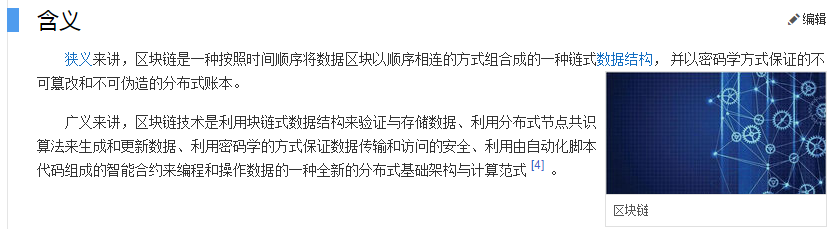 含义
编辑
狭义来讲，区块链是一种按照时间顺序将数据区块以顺序相连的方式组合成的一种链式数据结构， 并以密码学方式保证的不
可篡改和不可伪造的分布式账本。
广义来讲，区块链技术是利用块链式数据结构来验证与存储数据、利用分布式节点共识
算法来生成和更新数据、利用密码学的方式保证数据传输和访问的安全、利用由自动化脚本
代码组成的智能合约来编程和操作数据的一种全新的分布式基础架构与计算范式 [4] 。
区块链